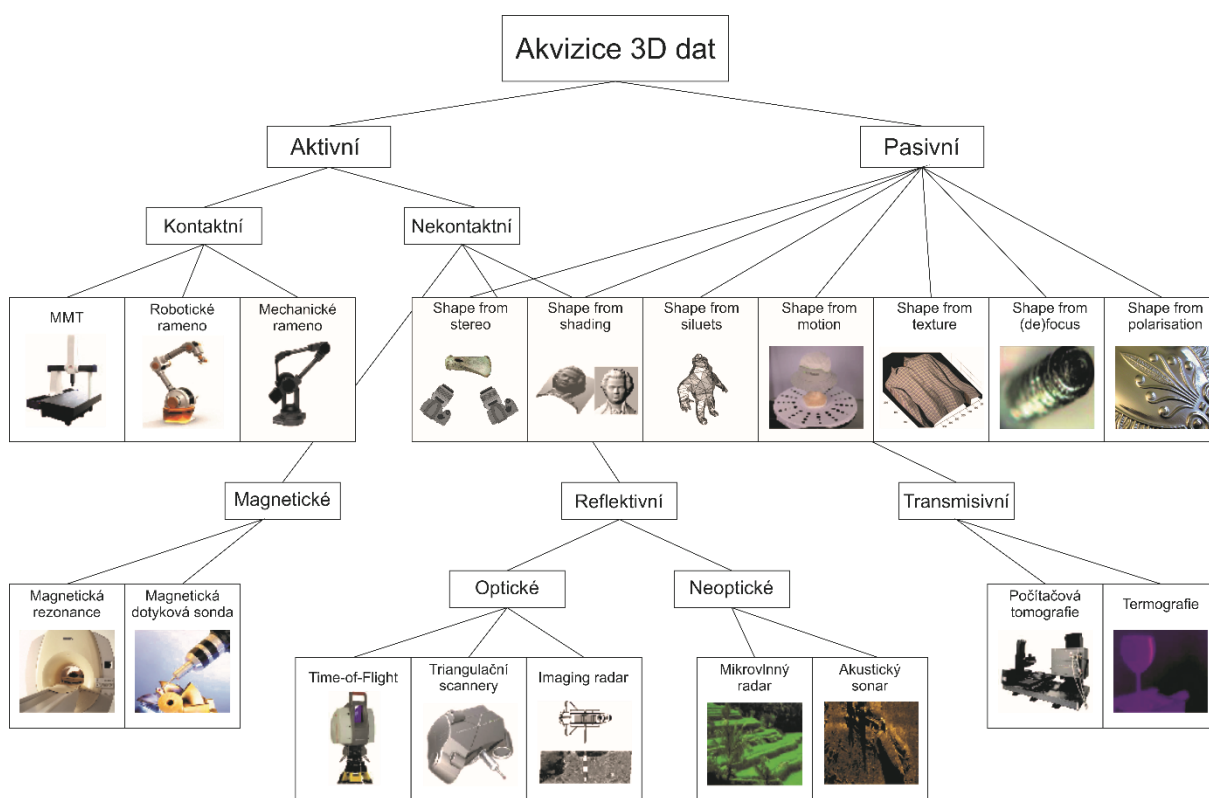 Akvizice 3D dat
Aktivní
Pasivní
Kontaktní
Nekontaktní
MMT
Robotické
rameno
Mechanické
rameno
Shape from
stereo
Shape from
shading
Shape from
siluets
Shape from
motion
Shape from
texture
Shape from
(de)focus
Shape from
polarisation
Magnetické
Reflektivní
Transmisivní
Magnetická
rezonance
Magnetická
dotyková sonda
Optické
Neoptické
Počítačová
tomografie
Termografie
Time-of-Flight
Triangulační
scannery
Imaging radar
Mikrovlnný
radar
Akustický
sonar